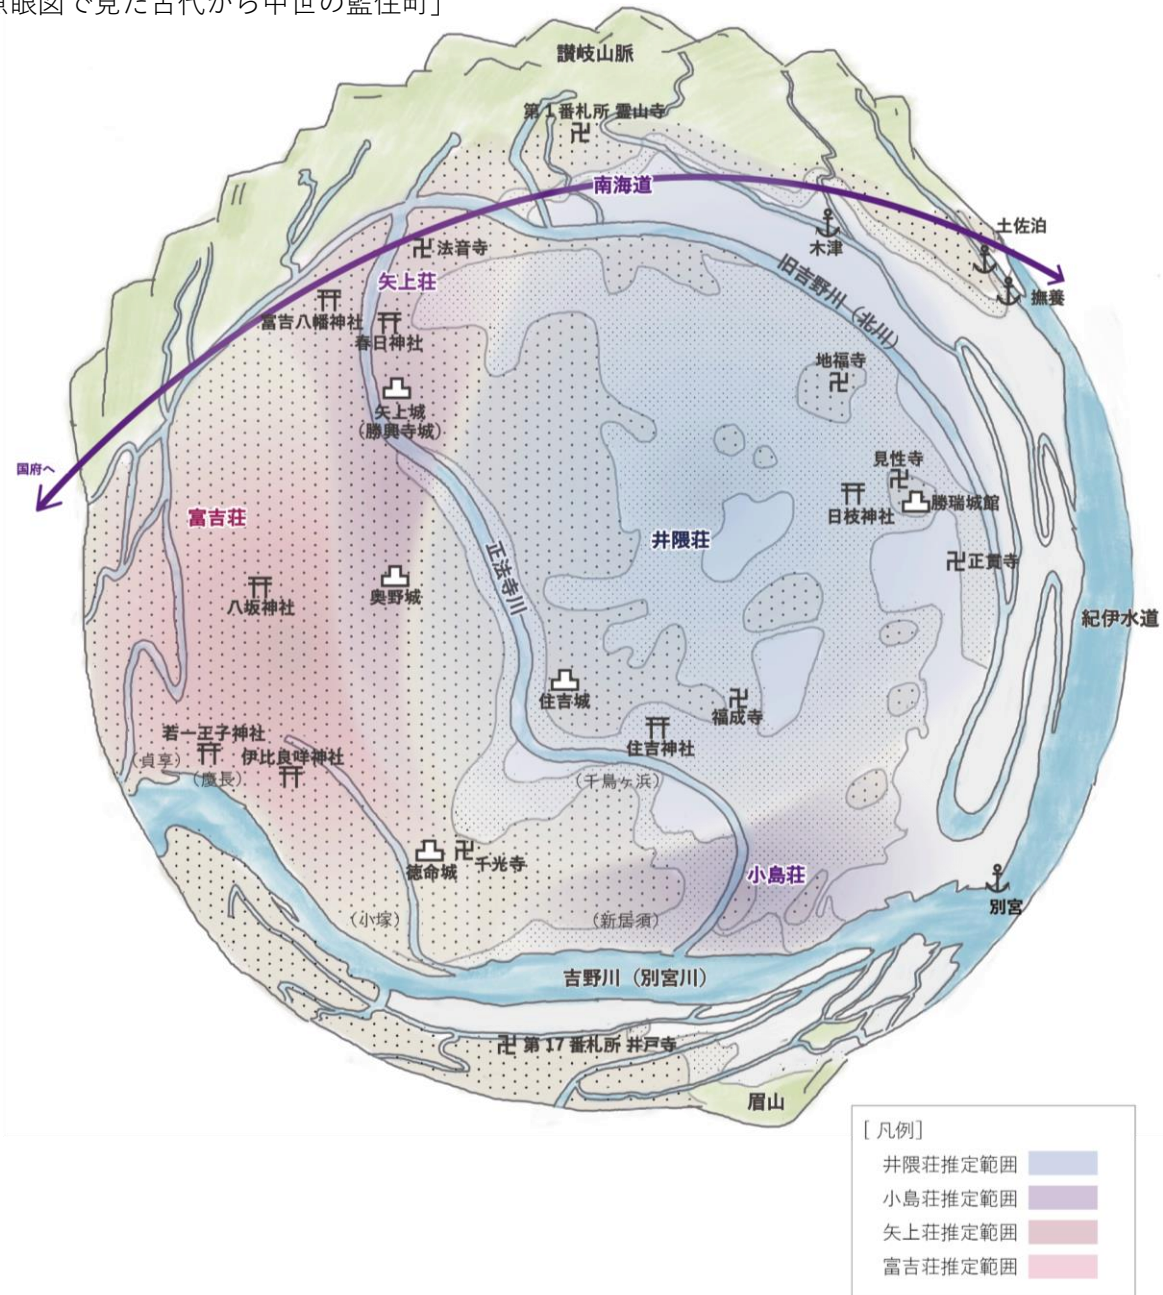 魚眼図で見た古代から中世の藍住町」
讃岐山脈
第1番札所 霊山寺
南海道
土佐泊
木津
撫養
法音寺
矢上荘
旧吉野川（北川）
富吉八幡神社
春日神社
地福寺
矢上城
（勝興寺城）
国府へ
見性寺
日枝神社
勝瑞城館
富吉荘
井隈荘
正法寺川
正貫寺
八坂神社
奥野城
紀伊水道
住吉城
福成寺
若一王子神社
住吉神社
（貞享）
伊比良咩神社
（慶長）
（千鳥ヶ浜）
徳命城
千光寺
小島荘
別宮
（小塚）
（新居須）
吉野川（別宮川）
第17番札所 井戸寺
眉山
[ 凡例]
井隈荘推定範囲
小島荘推定範囲
矢上荘推定範囲
富吉荘推定範囲